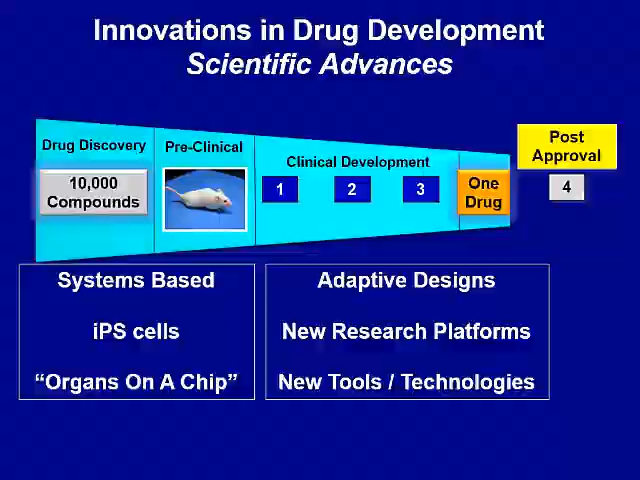 Innovations in Drug Development
Scientific Advances
Drug Discovery
Pre-Clinical
Clinical Development
Post
Approval
10,000
Compounds
1
2
3
One
Drug
4
Systems Based
iPS cells
“Organs On A Chip”
Adaptive Designs
New Research Platforms
New Tools / Technologies